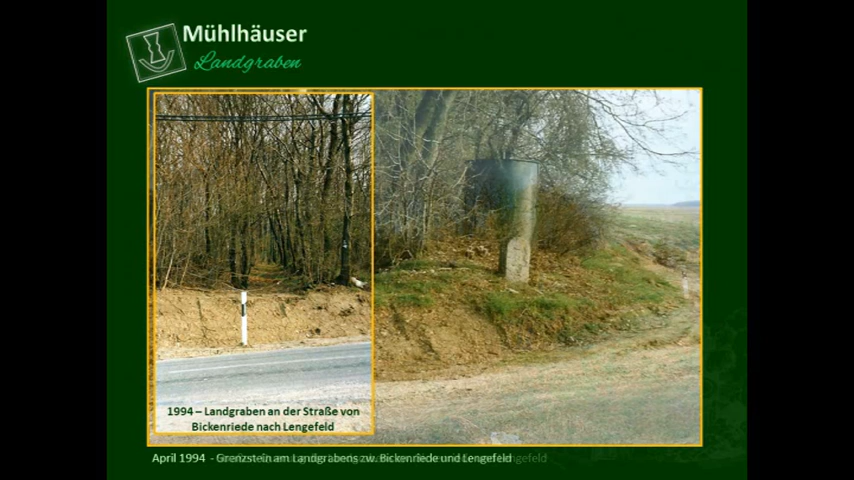 Mühlhäuser
Landgraben
1994 – Landgraben an der Straße von
Bickenriede nach Lengefeld
April 1994 - Grenzstein am Landgraben zw. Bickenriede und Lengefeld